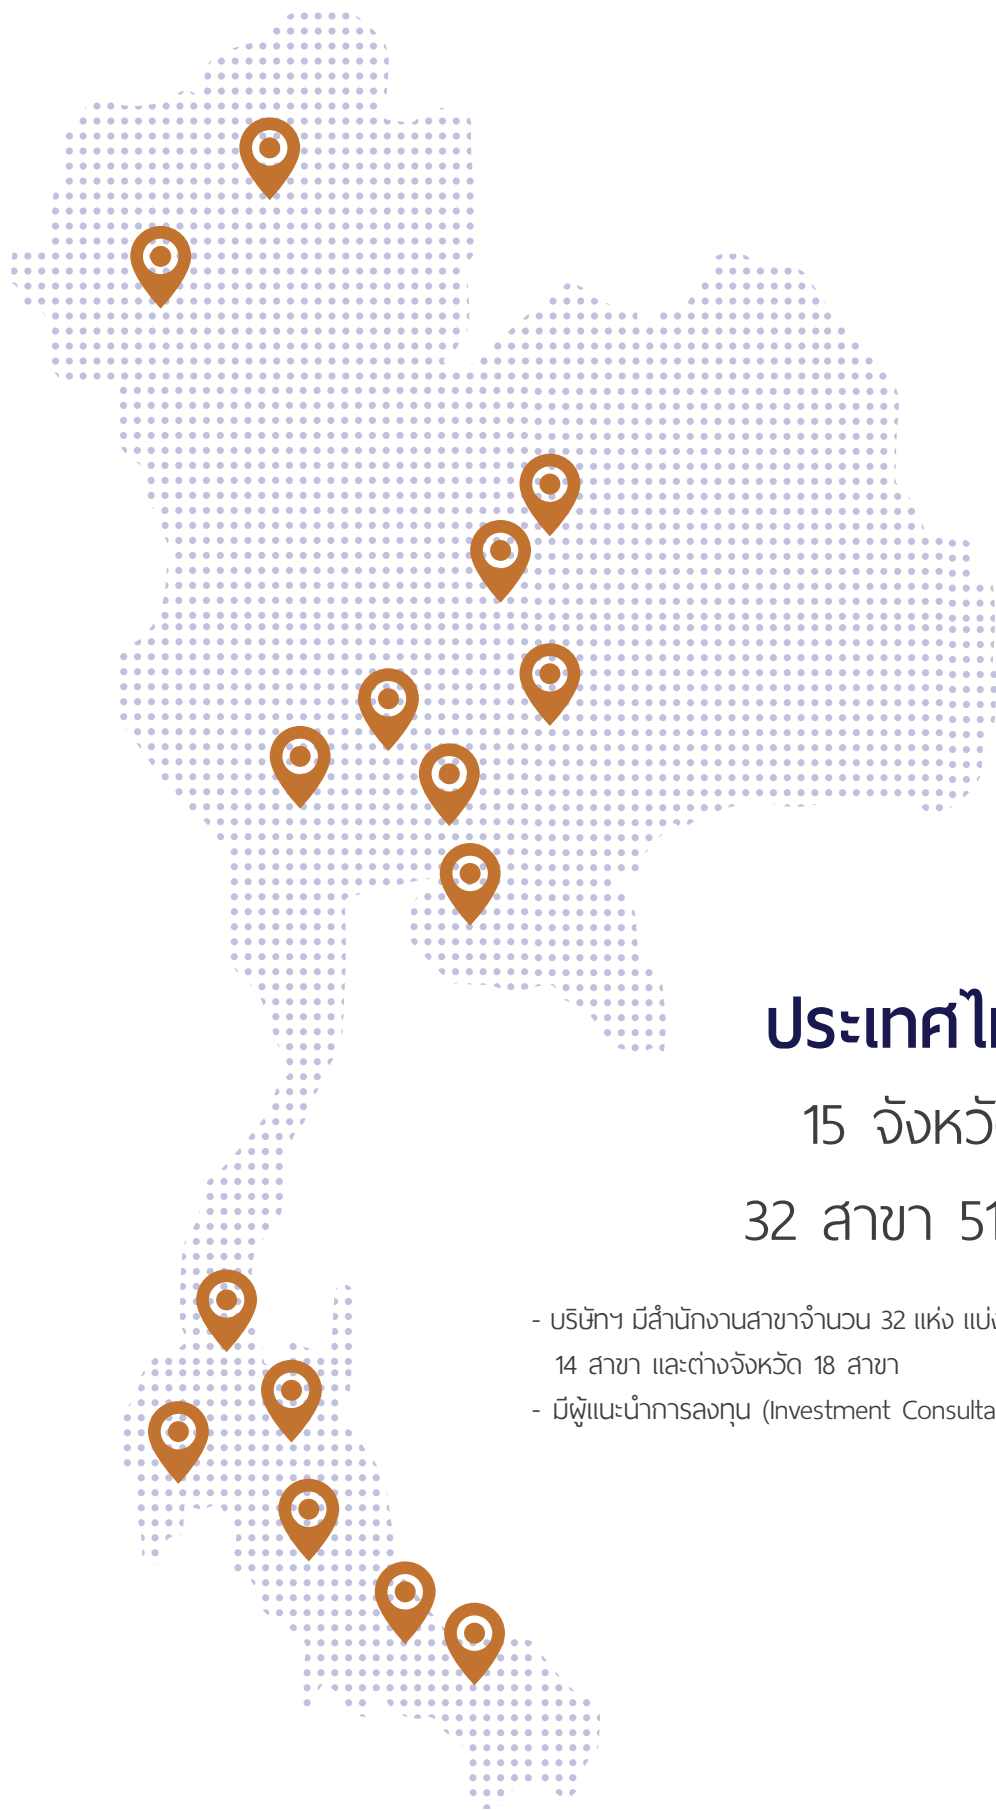 ประเทศไ
15 จังหวั
32 สาขา 51
- บริษัทฯ มีสำนักงานสาขาจำนวน 32 แห่ง แบ่ง
14 สาขา และต่างจังหวัด 18 สาขา
- มีผู้แนะนำการลงทุน (Investment Consulta